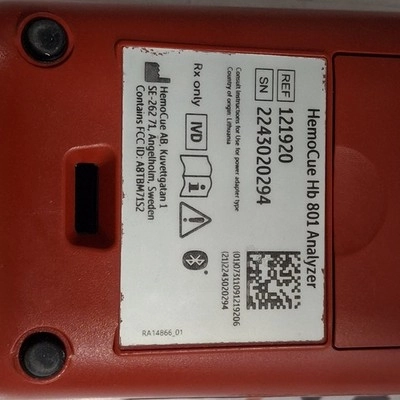 HemoCue Hb 801 Analyzer
REF 121920
SN 2243020294
(01)07311091219206
(21)2243020294
Consult Instructions for Use for power adapter type
Country of origin: Lithuania
Rx only IVD
HemoCue AB. Kuvettgatan 1
SE-262 71, Ängelholm, Sweden
Contains FCC ID: A8TBM71S2
RA14866_01